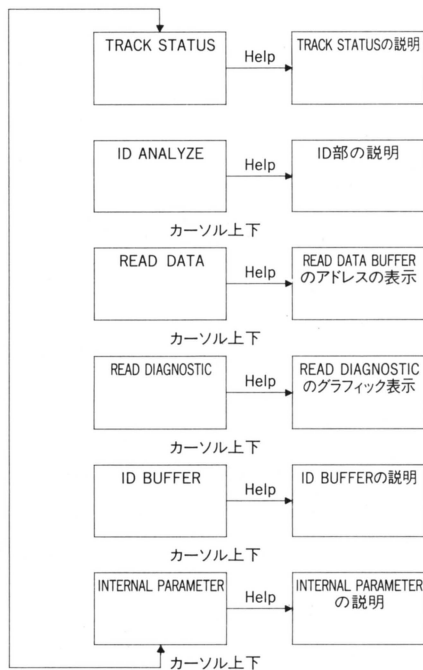 TRACK STATUS
Help
TRACK STATUSの説明
ID ANALYZE
Help
ID部の説明
カーソル上下
READ DATA
Help
READ DATA BUFFER
のアドレスの表示
カーソル上下
READ DIAGNOSTIC
Help
READ DIAGNOSTIC
のグラフィック表示
カーソル上下
ID BUFFER
Help
ID BUFFERの説明
カーソル上下
INTERNAL PARAMETER
Help
INTERNAL PARAMETER
の説明
カーソル上下